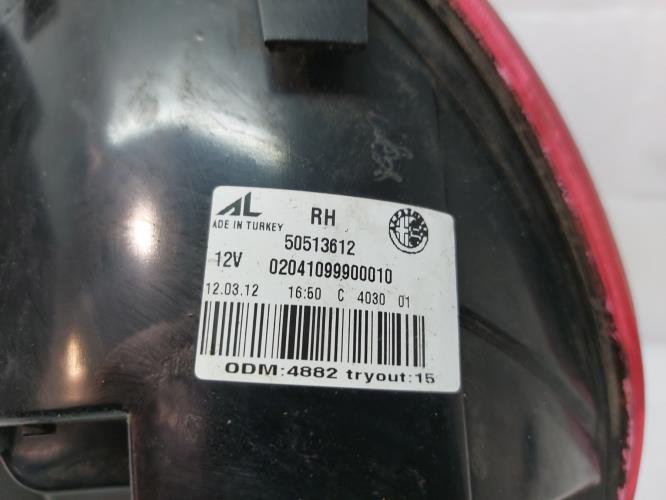 AL
ADE IN TURKEY
RH
50513612
12V 02041099900010
12.03.12 16:50 C 4030 01
ODM:4882 tryout:15